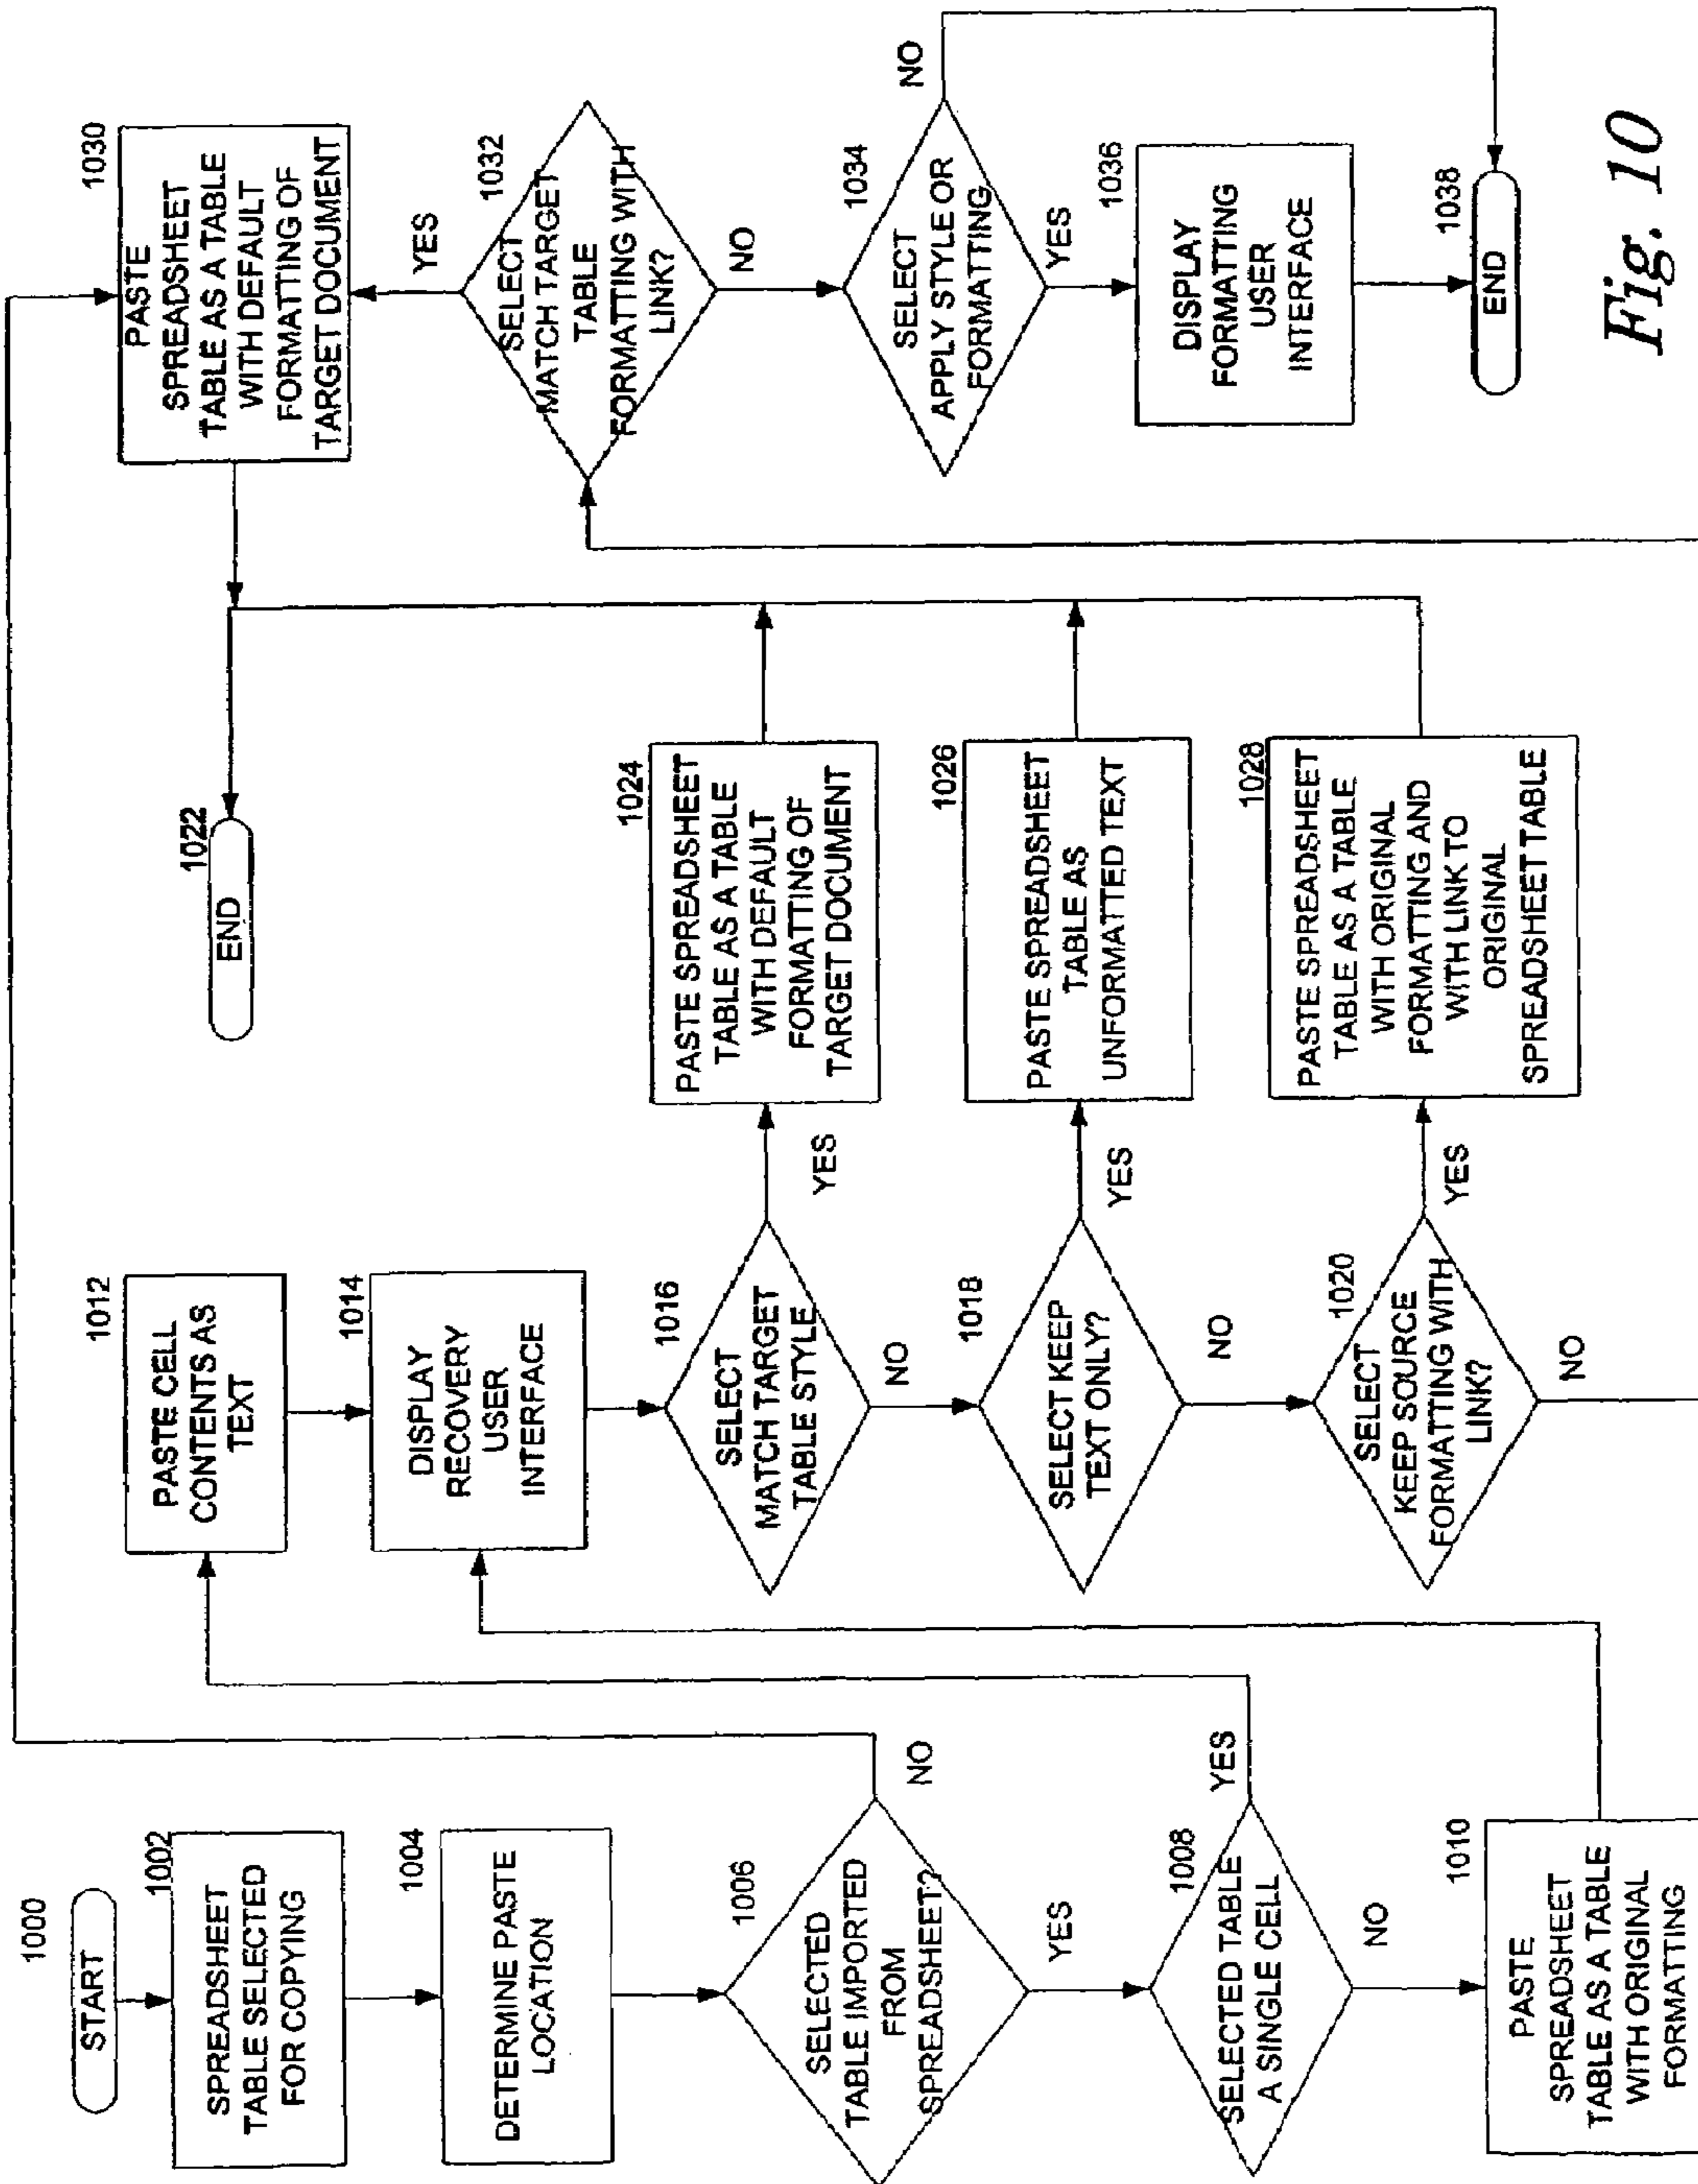 1000
START
1002
SPREADSHEET
TABLE SELECTED
FOR COPYING
1004
DETERMINE PASTE
LOCATION
1006
SELECTED
TABLE IMPORTED
FROM
SPREADSHEET?
NO
YES
1008
SELECTED TABLE
A SINGLE CELL
YES
NO
1010
PASTE
SPREADSHEET
TABLE AS A TABLE
WITH ORIGINAL
FORMATTING
1012
PASTE CELL
CONTENTS AS
TEXT
1014
DISPLAY
RECOVERY
USER
INTERFACE
1016
SELECT
MATCH TARGET
TABLE STYLE
YES
NO
1018
SELECT KEEP
TEXT ONLY?
YES
NO
1020
SELECT
KEEP SOURCE
FORMATTING WITH
LINK?
YES
NO
1022
END
1024
PASTE SPREADSHEET
TABLE AS A TABLE
WITH DEFAULT
FORMATTING OF
TARGET DOCUMENT
1026
PASTE SPREADSHEET
TABLE AS
UNFORMATTED TEXT
1028
PASTE SPREADSHEET
TABLE AS A TABLE
WITH ORIGINAL
FORMATTING AND
WITH LINK TO
ORIGINAL
SPREADSHEET TABLE
1030
PASTE
SPREADSHEET
TABLE AS A TABLE
WITH DEFAULT
FORMATTING OF
TARGET DOCUMENT
1032
SELECT
MATCH TARGET
TABLE
FORMATTING WITH
LINK?
YES
NO
1034
SELECT
APPLY STYLE OR
FORMATTING
NO
YES
1036
DISPLAY
FORMATTING
USER
INTERFACE
1038
END
Fig. 10